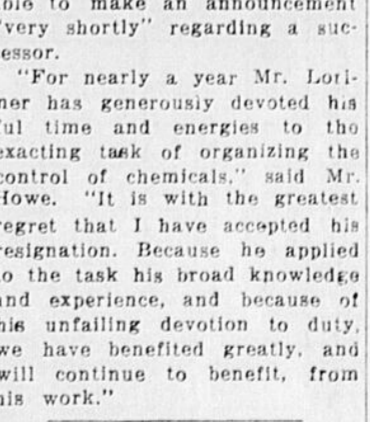 able to make an announcement
"very shortly" regarding a suc-
cessor.
"For nearly a year Mr. Lori-
mer has generously devoted his
ful time and energies to the
exacting task of organizing the
control of chemicals," said Mr.
Howe. "It is with the greatest
regret that I have accepted his
resignation. Because he applied
to the task his broad knowledge
and experience, and because of
his unfailing devotion to duty,
we have benefited greatly, and
will continue to benefit, from
his work."